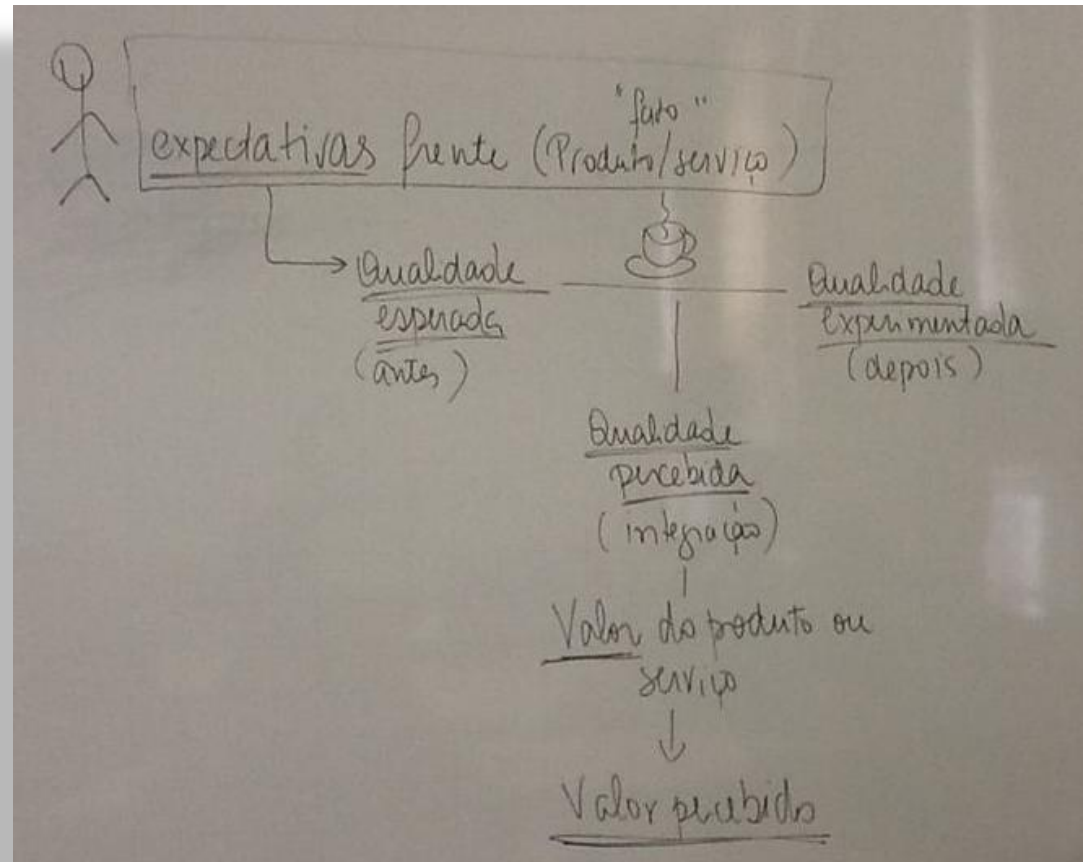 "fato"
expectativas frente (Produto/serviço)
Qualidade
esperada
(antes)
Qualidade
experimentada
(depois)
Qualidade
percebida
(integração)
Valor do produto ou
serviço
Valor percebido